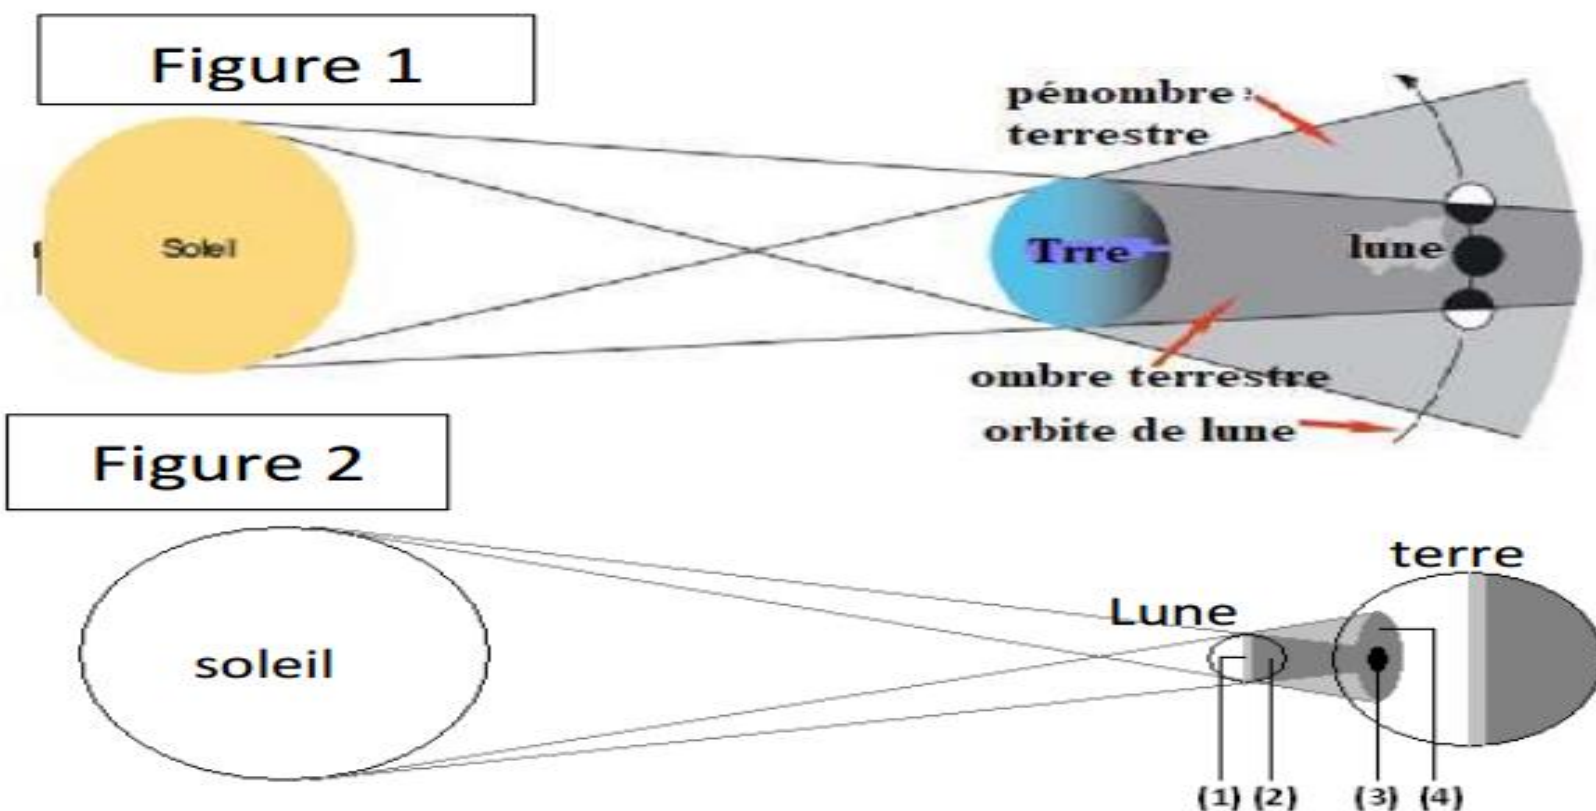 Figure 1
pénombre
terrestre
Soleil
Trre
lune
ombre terrestre
orbite de lune
Figure 2
terre
Lune
soleil
(1) (2) (3) (4)